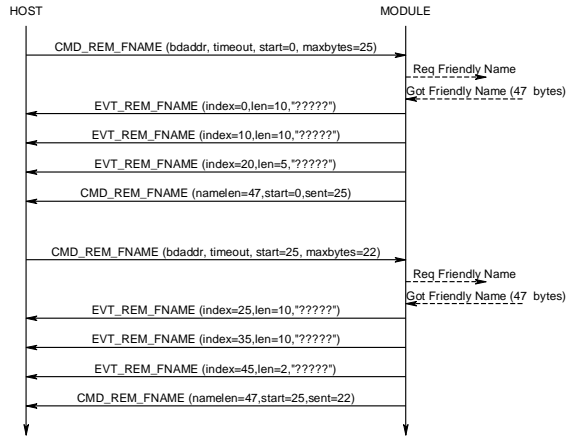 HOST MODULE
CMD_REM_FNAME (bdaddr, timeout, start=0, maxbytes=25)
Req Friendly Name
Got Friendly Name (47 bytes)
EVT_REM_FNAME (index=0,len=10,"?????")
EVT_REM_FNAME (index=10,len=10,"?????")
EVT_REM_FNAME (index=20,len=5,"?????")
CMD_REM_FNAME (namelen=47,start=0,sent=25)
CMD_REM_FNAME (bdaddr, timeout, start=25, maxbytes=22)
Req Friendly Name
Got Friendly Name (47 bytes)
EVT_REM_FNAME (index=25,len=10,"?????")
EVT_REM_FNAME (index=35,len=10,"?????")
EVT_REM_FNAME (index=45,len=2,"?????")
CMD_REM_FNAME (namelen=47,start=25,sent=22)